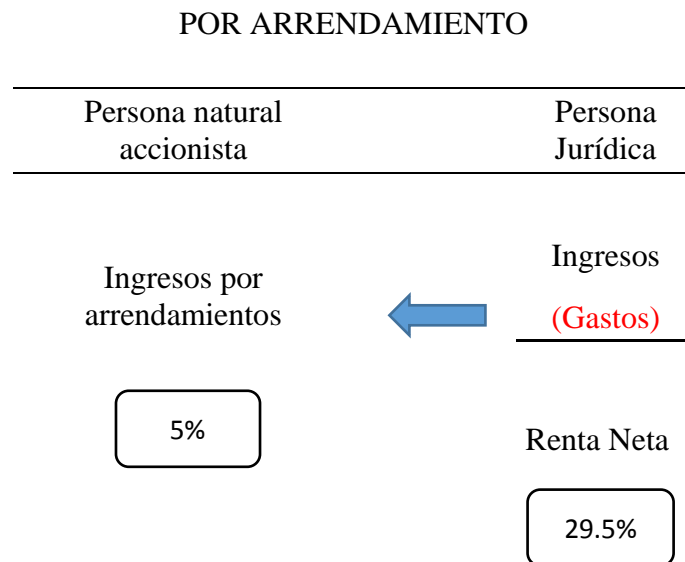 POR ARRENDAMIENTO
Persona natural
accionista
Persona
Jurídica
Ingresos por
arrendamientos
5%
Ingresos
(Gastos)
Renta Neta
29.5%